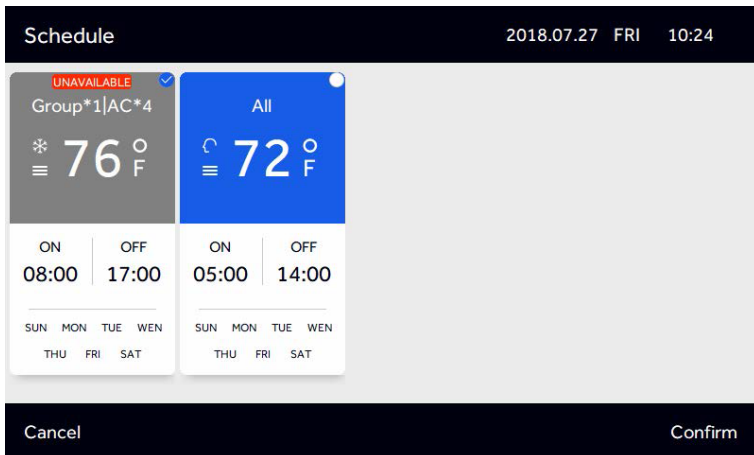 Schedule 2018.07.27 FRI 10:24
UNAVAILABLE
Group*1|AC*4
76°F
ON OFF
08:00 17:00
SUN MON TUE WEN
THU FRI SAT
All
72°F
ON OFF
05:00 14:00
SUN MON TUE WEN
THU FRI SAT
Cancel Confirm